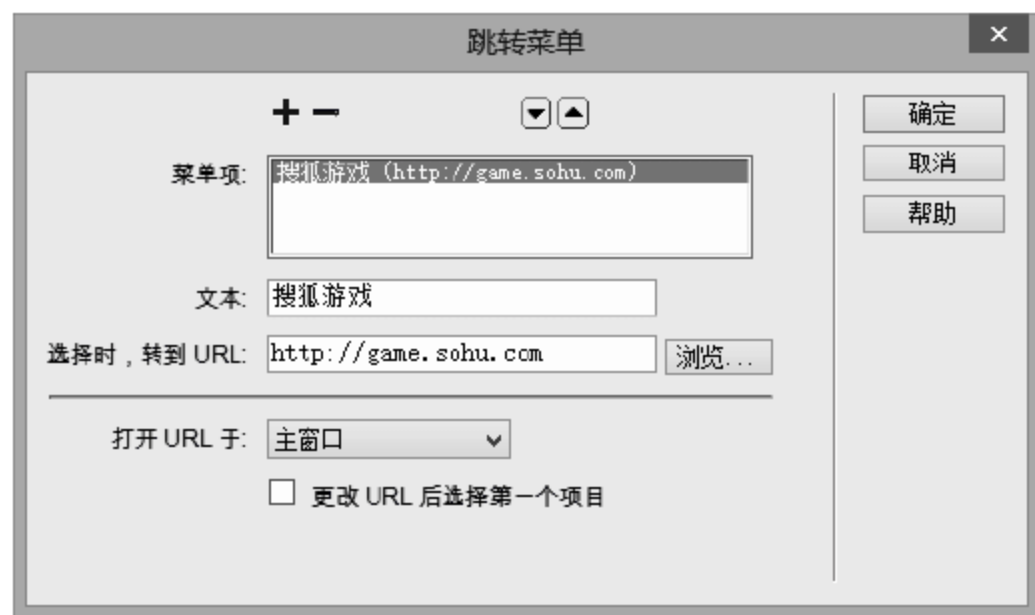 跳转菜单
确定
取消
帮助
菜单项: 搜狐游戏 (http://game.sohu.com)
文本: 搜狐游戏
选择时，转到 URL: http://game.sohu.com 浏览...
打开 URL 于: 主窗口
更改 URL 后选择第一个项目